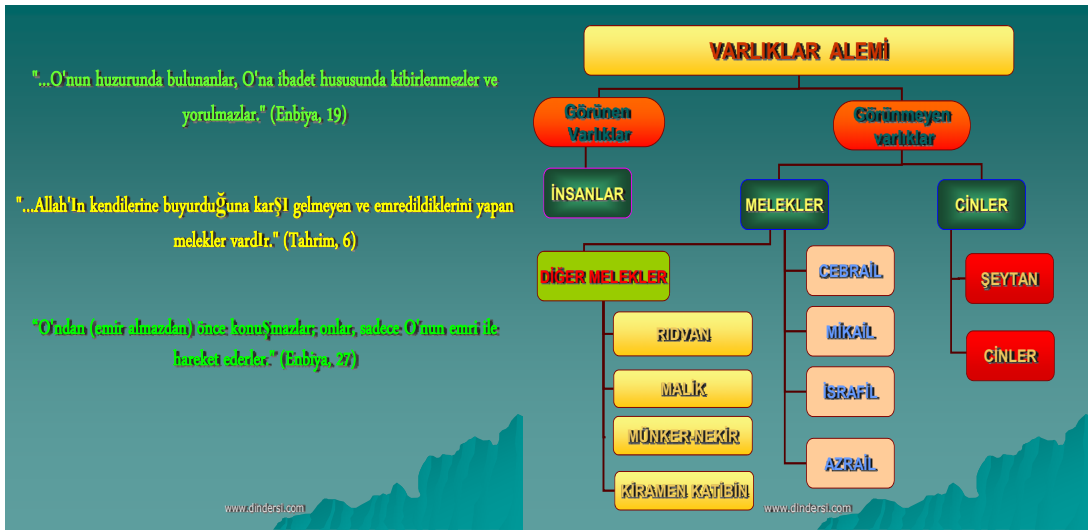 "...O'nun huzurunda bulunanlar, O'na ibadet hususunda kibirlenmezler ve
yorulmazlar." (Enbiya, 19)
"...Allah'In kendilerine buyurduĞuna karŞI gelmeyen ve emredildiklerini yapan
melekler vardIr." (Tahrim, 6)
"O'ndan (emir almazdan) önce konuŞmazlar; onlar, sadece O'nun emri ile
hareket ederler." (Enbiya, 27)
www.dindersi.com
VARLIKLAR ALEMİ
Görünen
Varlıklar
Görünmeyen
varlıklar
İNSANLAR
MELEKLER
CİNLER
DİĞER MELEKLER
RIDVAN
MALİK
MÜNKER-NEKİR
KİRAMEN KATİBİN
CEBRAİL
MİKAİL
İSRAFİL
AZRAİL
ŞEYTAN
CİNLER
www.dindersi.com